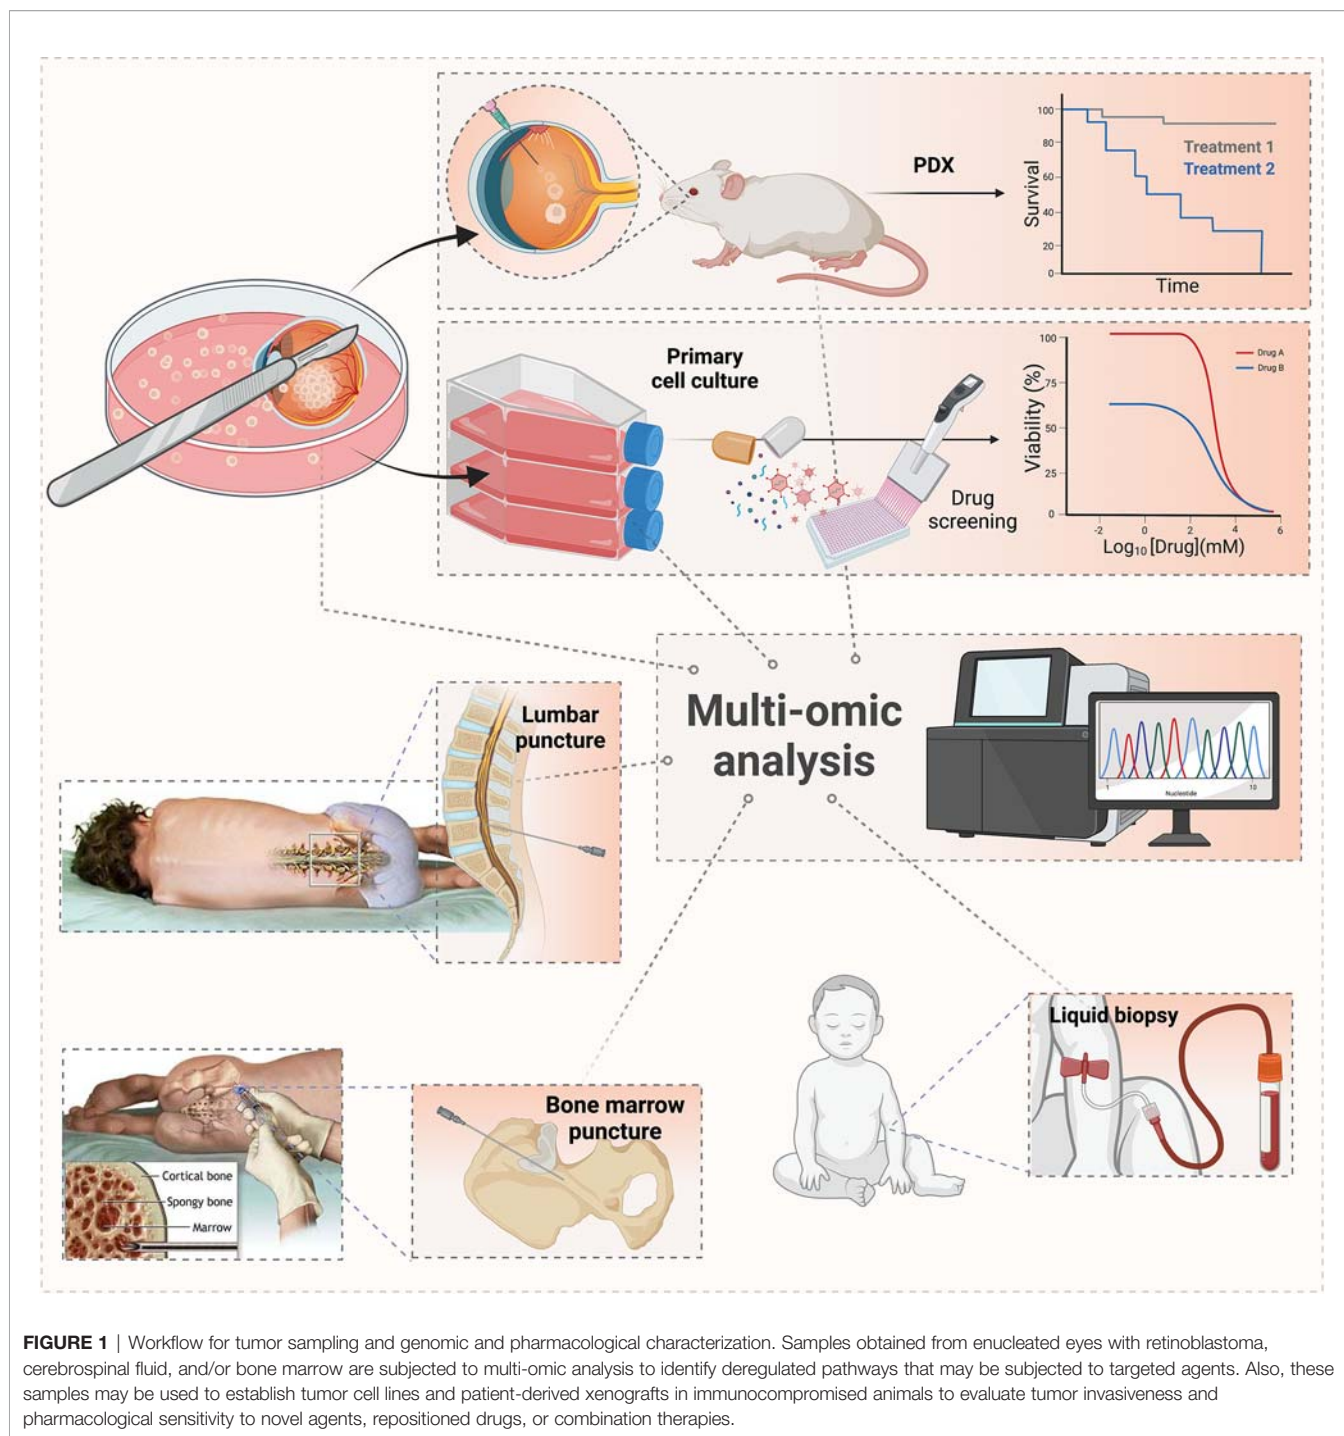 PDX
100
80
60
40
20
0
Survival
Treatment 1
Treatment 2
Time
Primary
cell culture
Drug
screening
100
75
50
25
0
Viability (%)
Drug A
Drug B
-2
0
2
4
6
Log10 [Drug](mM)
Multi-omic
analysis
1
Nucleotide
10
Lumbar
puncture
Liquid biopsy
Bone marrow
puncture
Cortical bone
Spongy bone
Marrow
FIGURE 1 | Workflow for tumor sampling and genomic and pharmacological characterization. Samples obtained from enucleated eyes with retinoblastoma,
cerebrospinal fluid, and/or bone marrow are subjected to multi-omic analysis to identify deregulated pathways that may be subjected to targeted agents. Also, these
samples may be used to establish tumor cell lines and patient-derived xenografts in immunocompromised animals to evaluate tumor invasiveness and
pharmacological sensitivity to novel agents, repositioned drugs, or combination therapies.